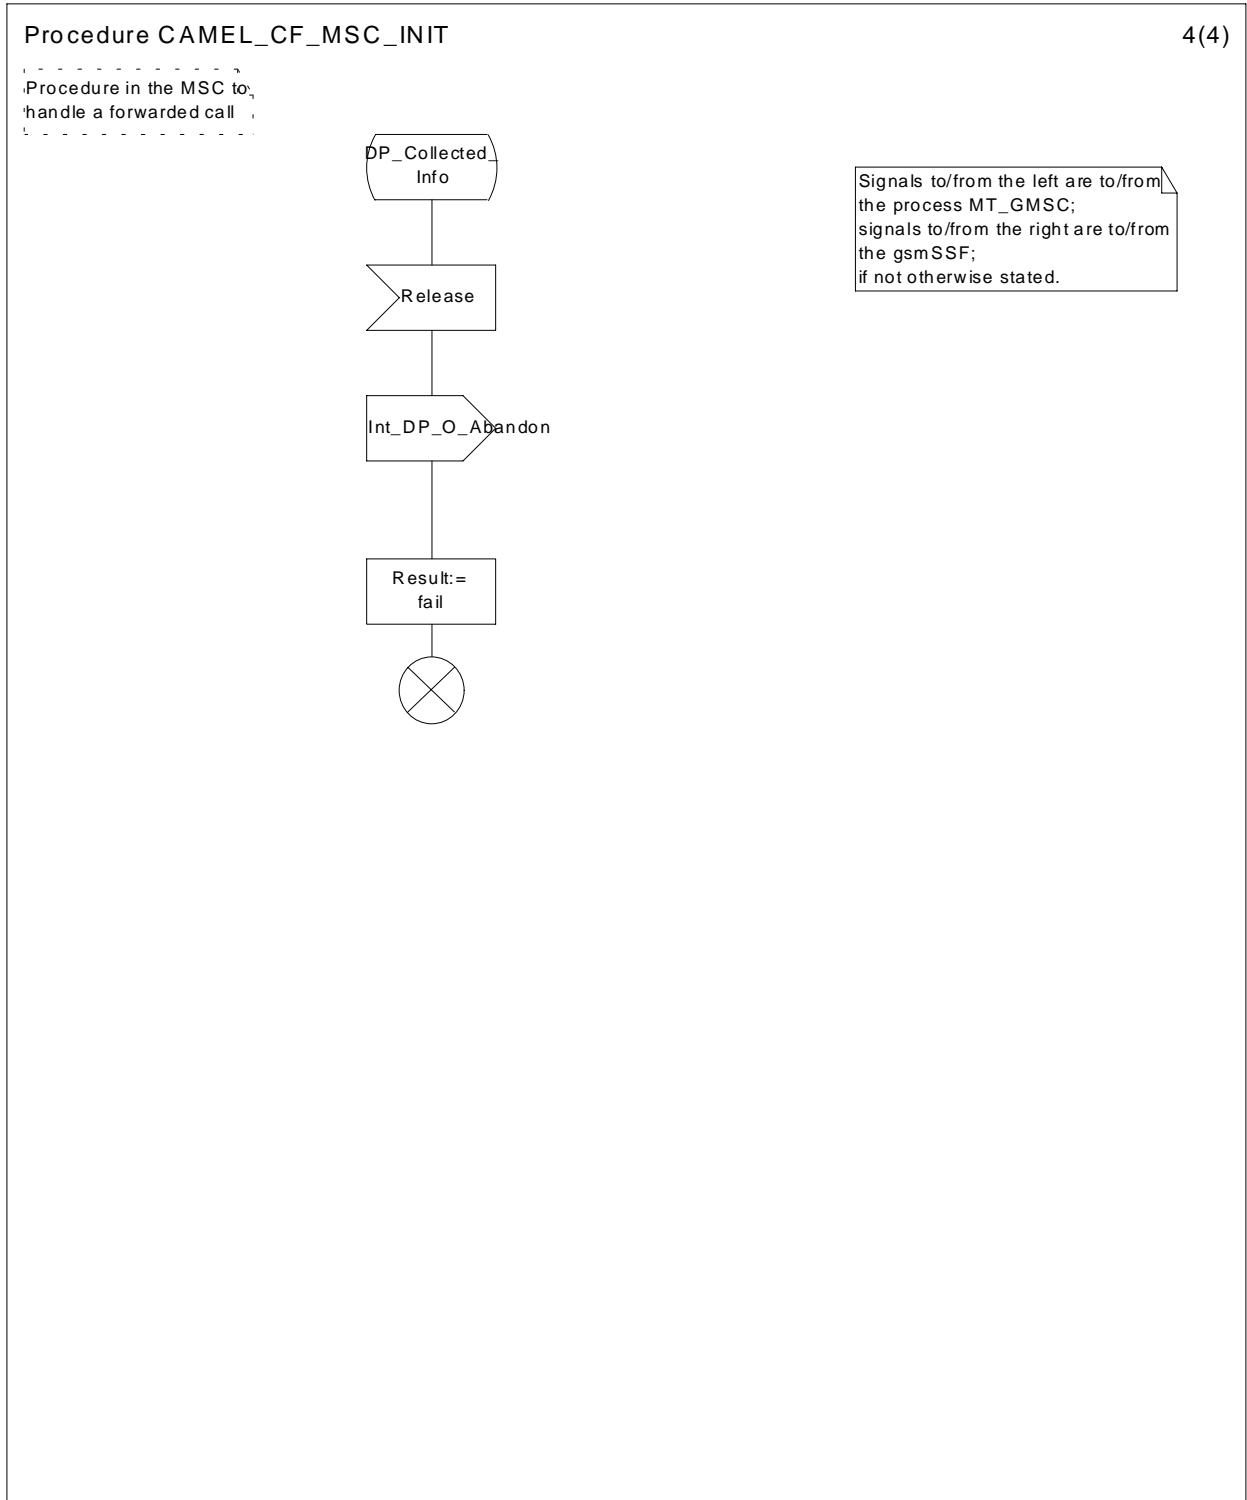 Procedure CAMEL_CF_MSC_INIT
4(4)
Procedure in the MSC to
handle a forwarded call
DP_Collected_
Info
Signals to/from the left are to/from
the process MT_GMSC;
signals to/from the right are to/from
the gsmSSF;
if not otherwise stated.
Release
Int_DP_O_Abandon
Result:=
fail